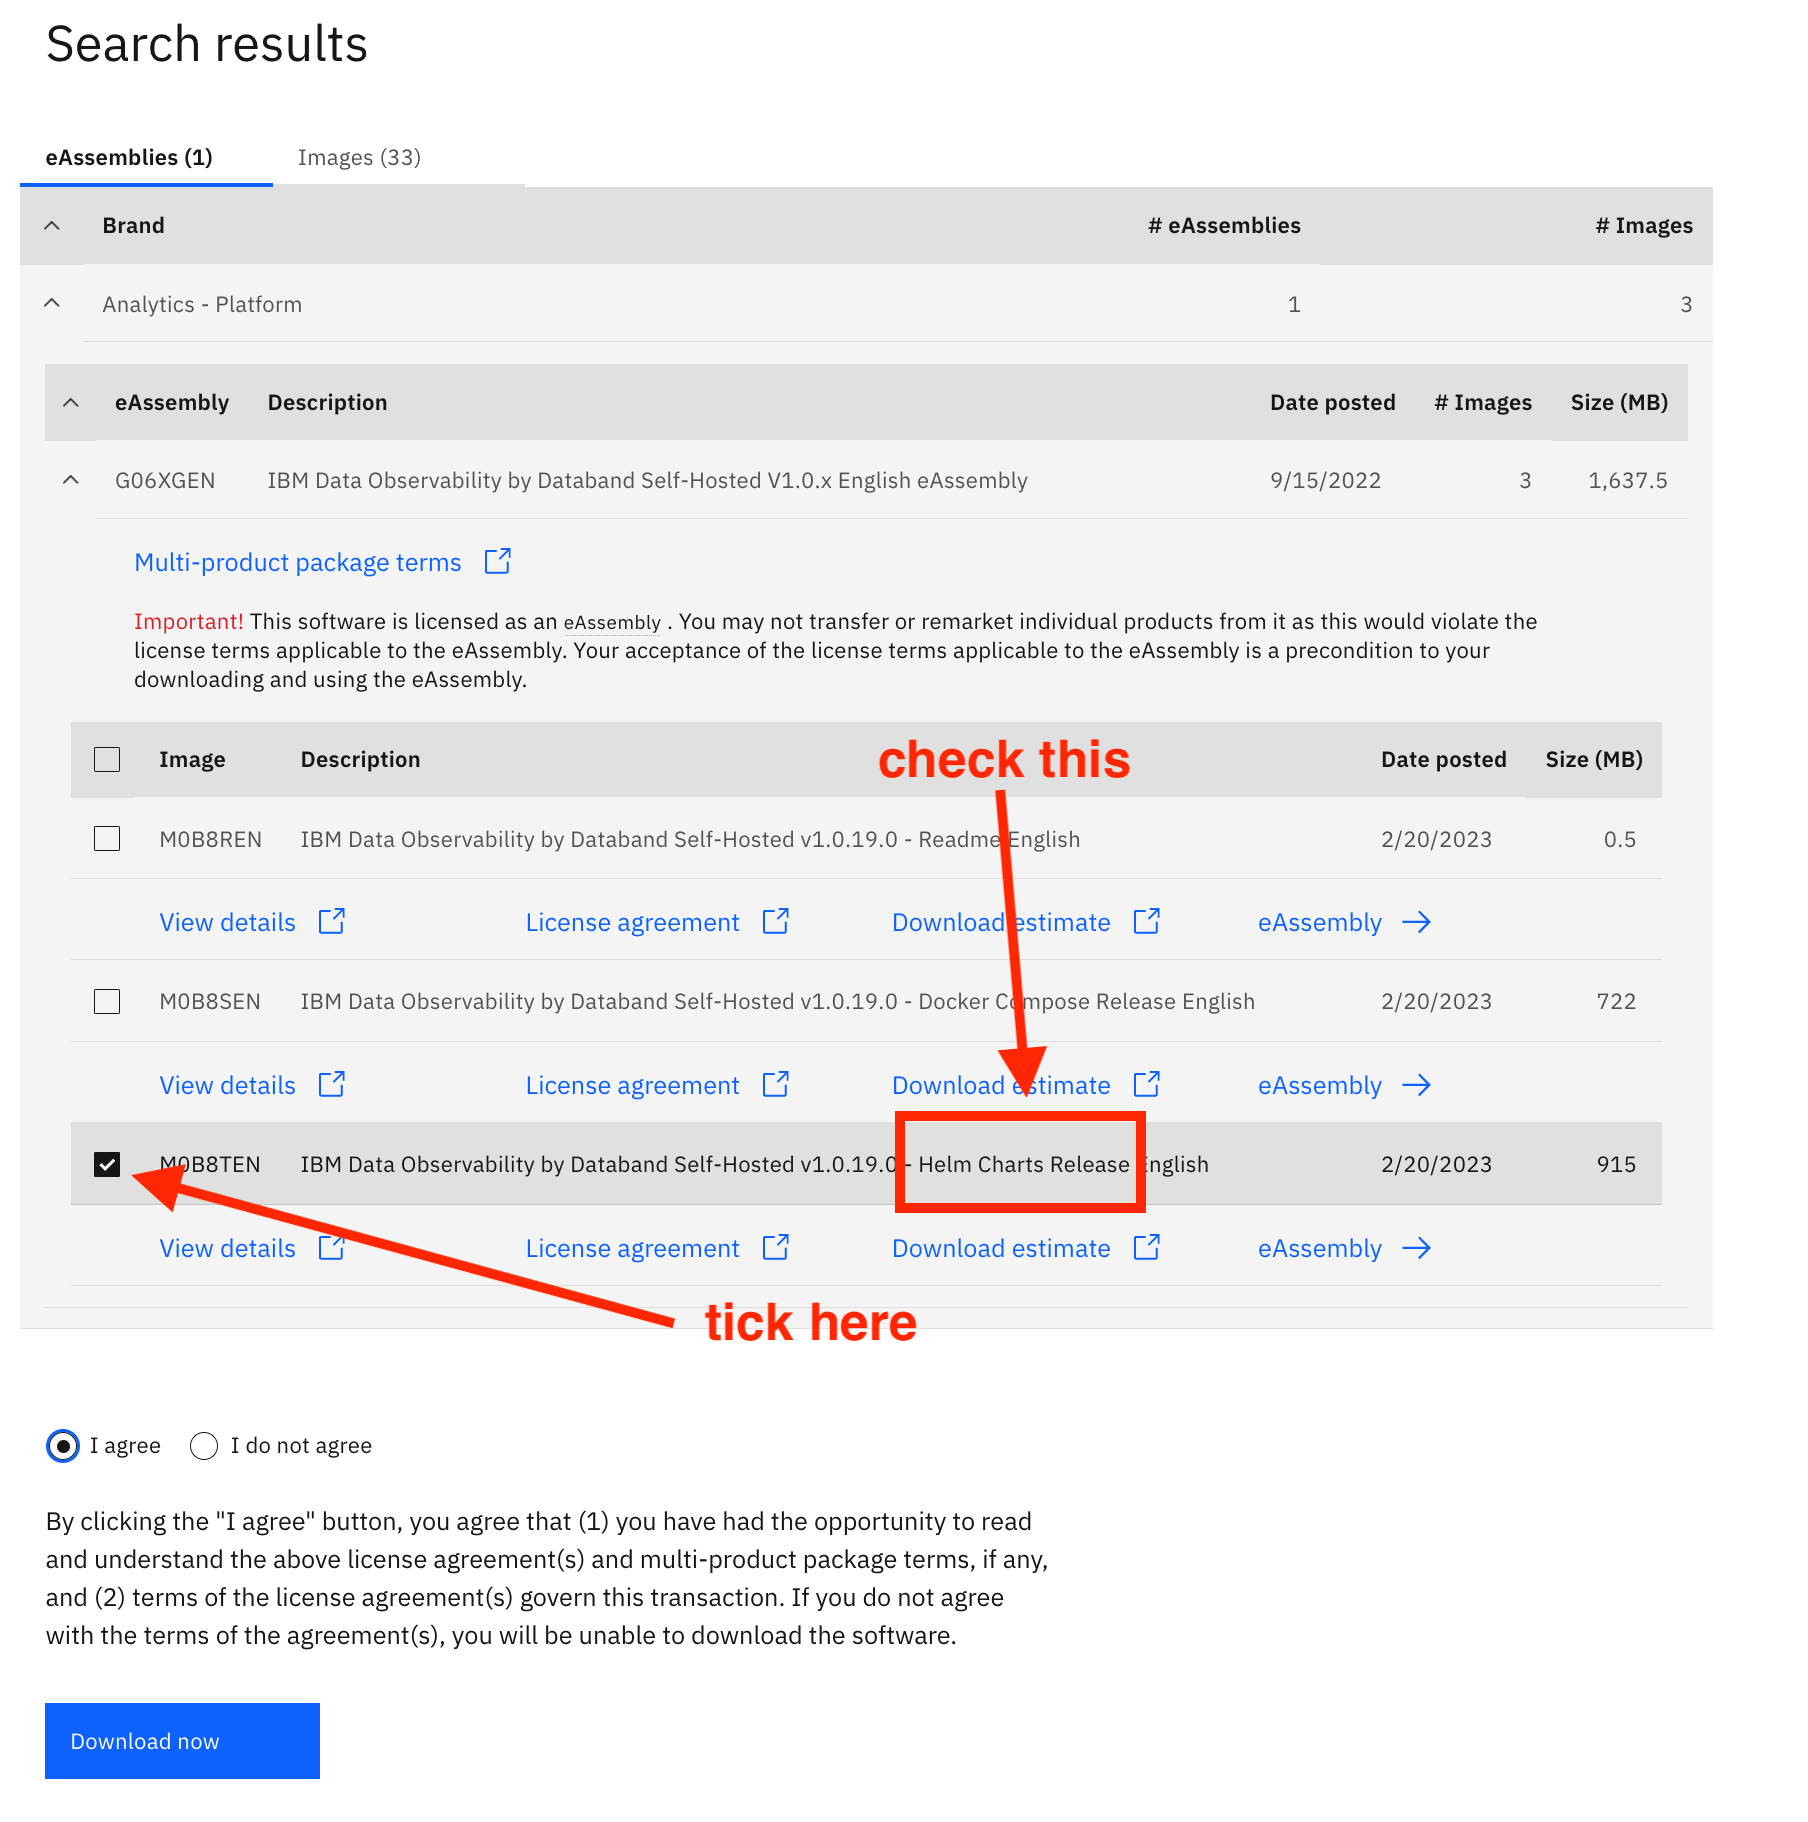 Search results
eAssemblies (1) Images (33)
Brand # eAssemblies # Images
Analytics - Platform 1 3
eAssembly Description Date posted # Images Size (MB)
G06XGEN IBM Data Observability by Databand Self-Hosted V1.0.x English eAssembly 9/15/2022 3 1,637.5
Multi-product package terms
Important! This software is licensed as an eAssembly . You may not transfer or remarket individual products from it as this would violate the
license terms applicable to the eAssembly. Your acceptance of the license terms applicable to the eAssembly is a precondition to your
downloading and using the eAssembly.
Image Description Date posted Size (MB)
check this
M0B8REN IBM Data Observability by Databand Self-Hosted v1.0.19.0 - Readme English 2/20/2023 0.5
View details License agreement Download estimate eAssembly
M0B8SEN IBM Data Observability by Databand Self-Hosted v1.0.19.0 - Docker Compose Release English 2/20/2023 722
View details License agreement Download estimate eAssembly
M0B8TEN IBM Data Observability by Databand Self-Hosted v1.0.19.0 - Helm Charts Release English 2/20/2023 915
View details License agreement Download estimate eAssembly
tick here
I agree I do not agree
By clicking the "I agree" button, you agree that (1) you have had the opportunity to read
and understand the above license agreement(s) and multi-product package terms, if any,
and (2) terms of the license agreement(s) govern this transaction. If you do not agree
with the terms of the agreement(s), you will be unable to download the software.
Download now